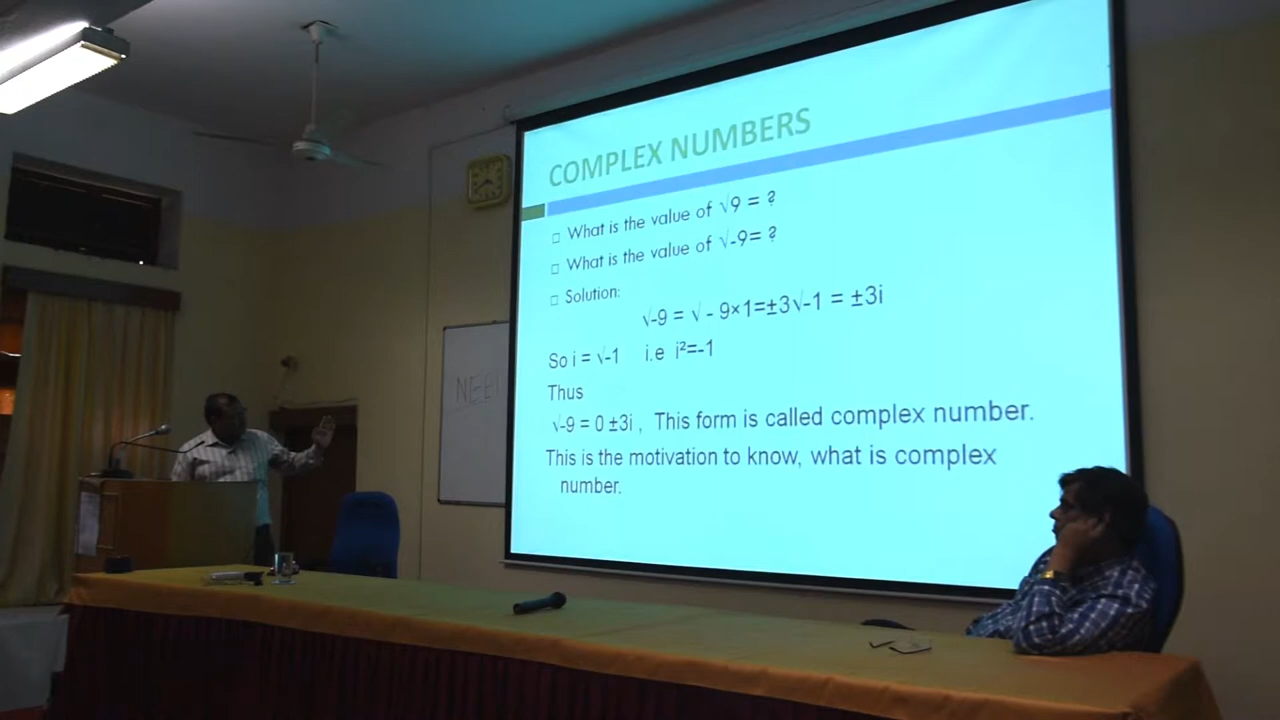 COMPLEX NUMBERS
What is the value of √9 = ?
What is the value of √-9= ?
Solution:
√-9 = √ - 9×1=±3√-1 = ±3i
So i = √-1 i.e i²=-1
Thus
√-9 = 0 ±3i , This form is called complex number.
This is the motivation to know, what is complex
number.